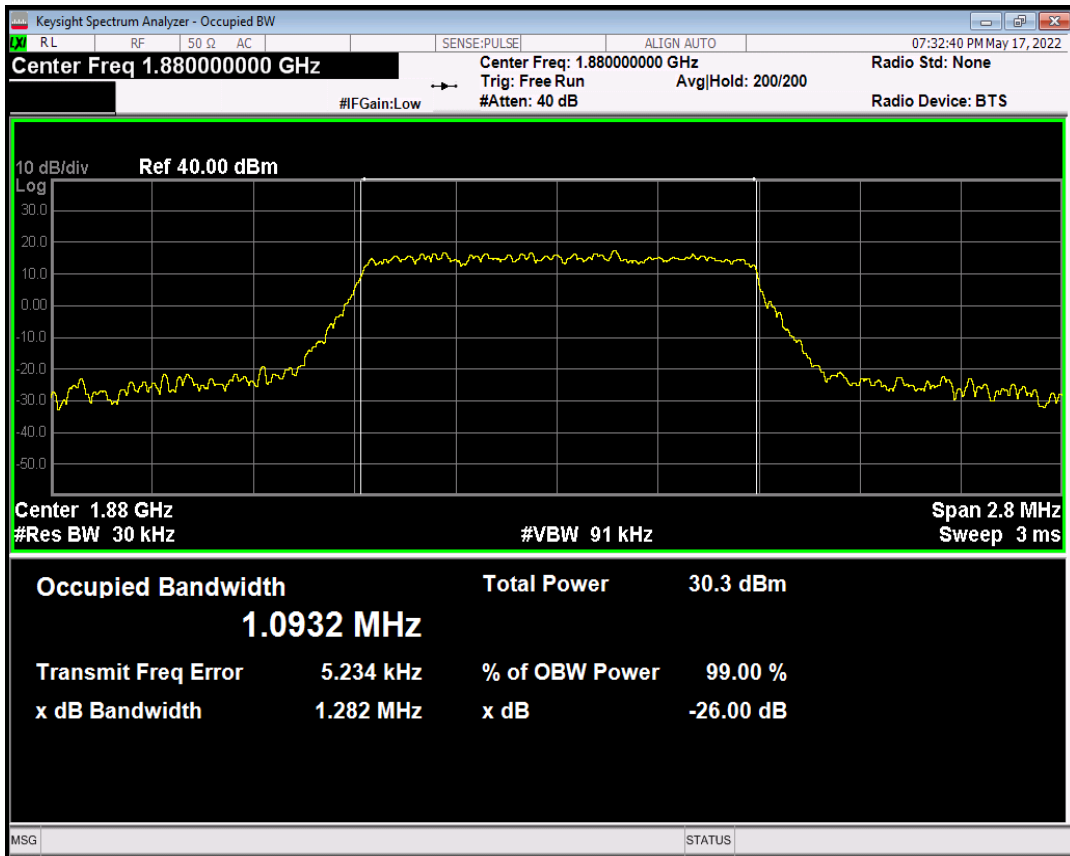 Keysight Spectrum Analyzer - Occupied BW
LXI RL RF 50 Ω AC SENSE:PULSE ALIGN AUTO 07:32:40 PM May 17, 2022
Center Freq 1.880000000 GHz Center Freq: 1.880000000 GHz Radio Std: None
Trig: Free Run Avg|Hold: 200/200
#IFGain:Low #Atten: 40 dB Radio Device: BTS
10 dB/div Ref 40.00 dBm
Log
30.0
20.0
10.0
0.00
-10.0
-20.0
-30.0
-40.0
-50.0
Center 1.88 GHz Span 2.8 MHz
#Res BW 30 kHz #VBW 91 kHz Sweep 3 ms
Occupied Bandwidth Total Power 30.3 dBm
1.0932 MHz
Transmit Freq Error 5.234 kHz % of OBW Power 99.00 %
x dB Bandwidth 1.282 MHz x dB -26.00 dB
MSG STATUS